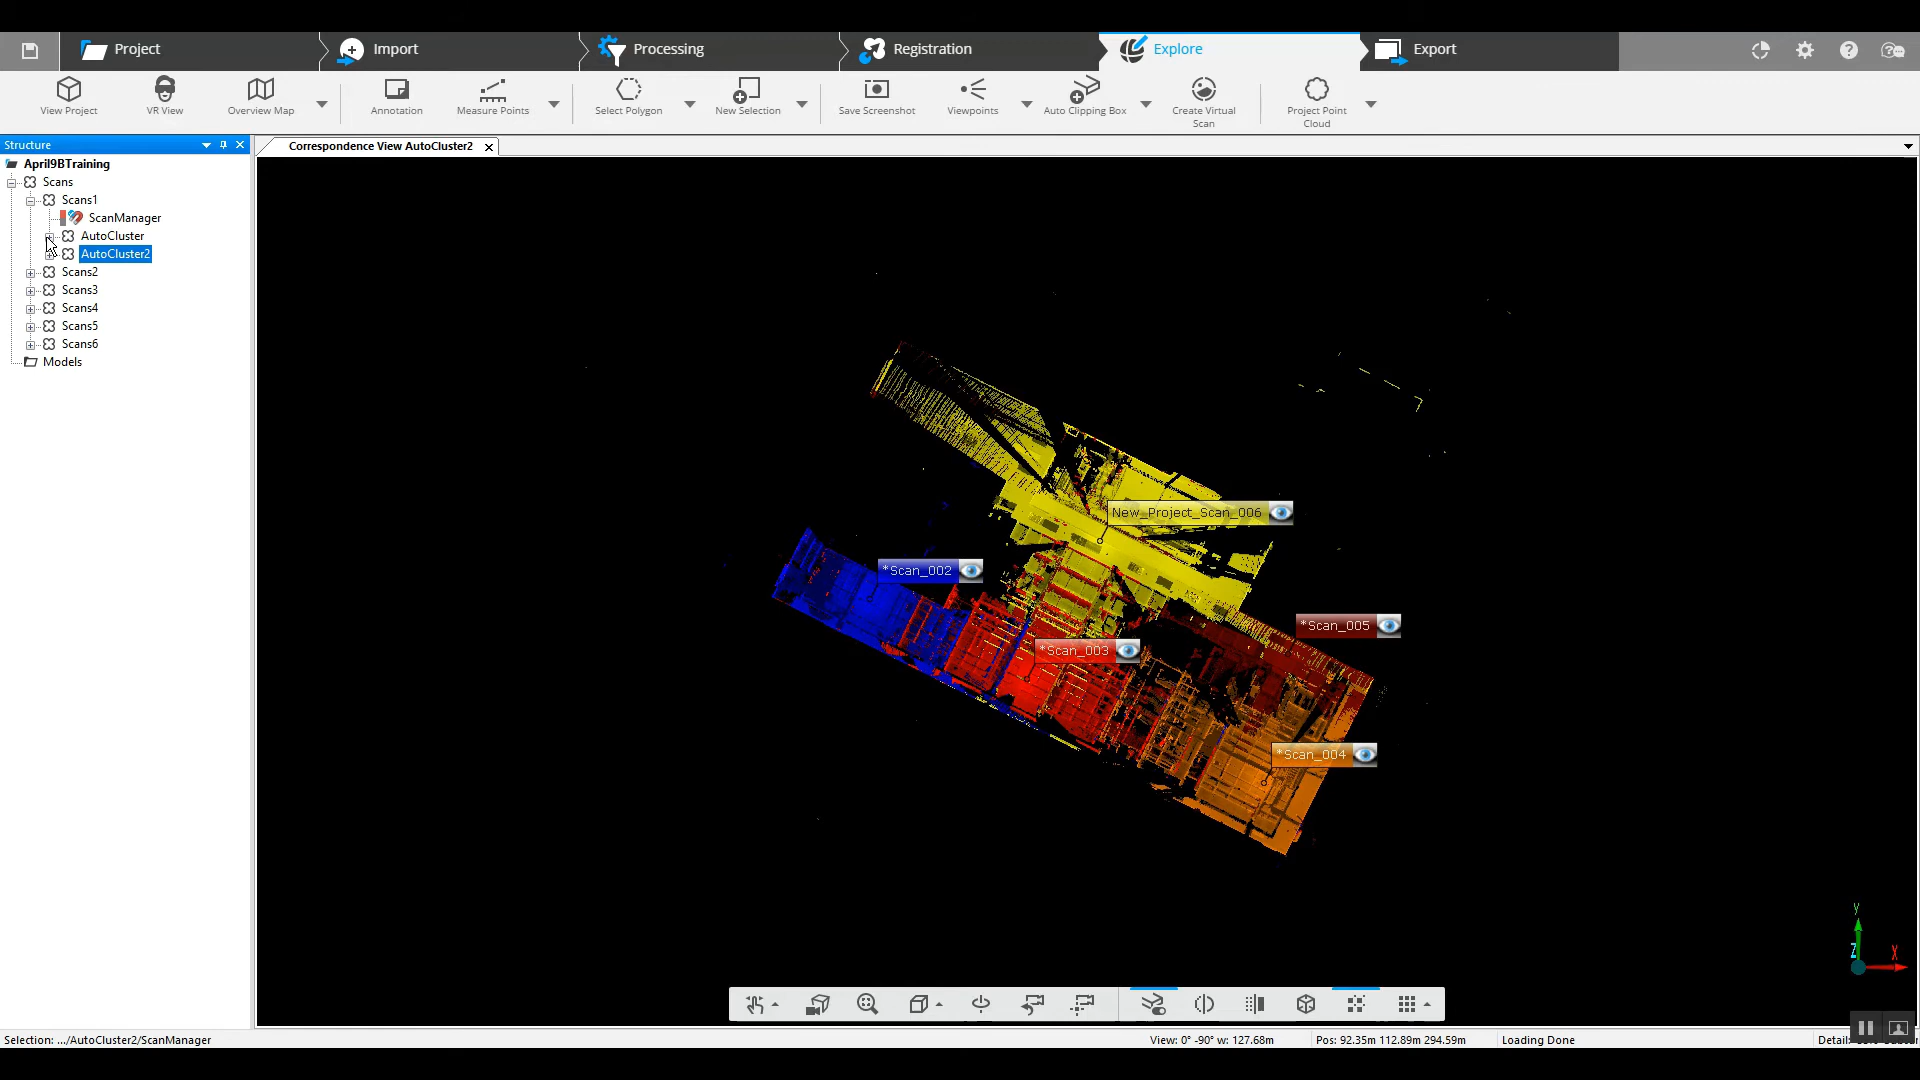 Project
Import
Processing
Registration
Explore
Export
View Project
VR View
Overview Map
Annotation
Measure Points
Select Polygon
New Selection
Save Screenshot
Viewpoints
Auto Clipping Box
Create Virtual
Scan
Project Point
Cloud
Structure
Correspondence View AutoCluster2
April9BTraining
Scans
Scans1
ScanManager
AutoCluster
AutoCluster2
Scans2
Scans3
Scans4
Scans5
Scans6
Models
New_Project_Scan_006
*Scan_002
*Scan_005
*Scan_003
*Scan_004
y
Z
X
Selection: .../AutoCluster2/ScanManager
View: 0° -90° w: 127.68m
Pos: 92.35m 112.89m 294.59m
Loading Done
Detail: